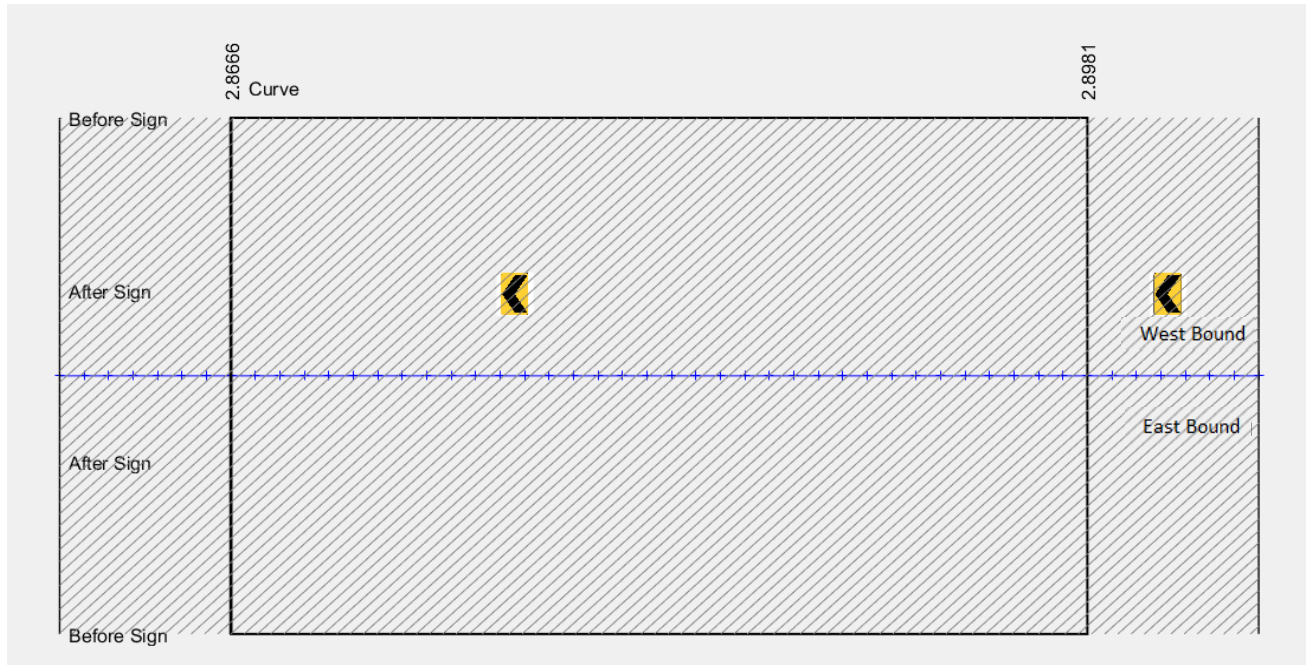 2.8666
Curve
2.8981
Before Sign
After Sign
West Bound
East Bound
After Sign
Before Sign